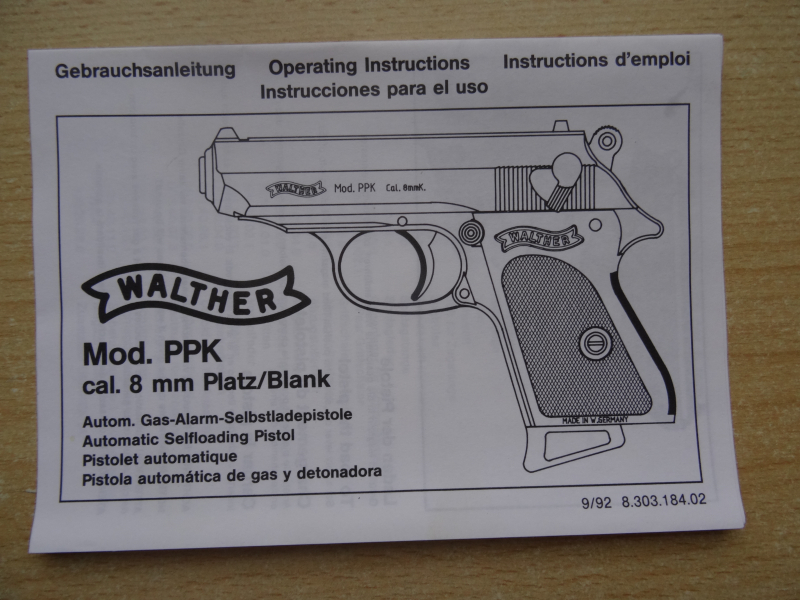 Gebrauchsanleitung Operating Instructions Instructions d'emploi
Instrucciones para el uso
WALTHER Mod. PPK Cal. 8mmK.
WALTHER
WALTHER
Mod. PPK
cal. 8 mm Platz/Blank
Autom. Gas-Alarm-Selbstladepistole
Automatic Selfloading Pistol
Pistolet automatique
Pistola automática de gas y detonadora
MADE IN W.GERMANY
9/92 8.303.184.02